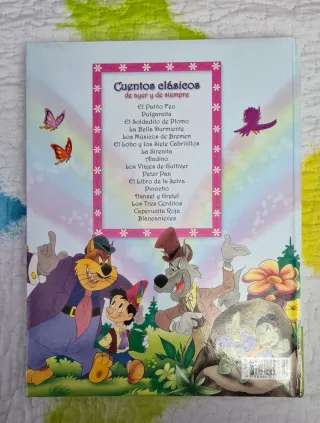 Cuentos clásicos
de ayer y de siempre
El Patito Feo
Pulgarcita
El Soldadito de Plomo
La Bella Durmiente
Los Músicos de Bremen
El Lobo y los Siete Cabritillos
La Sirenita
Aladino
Los Viajes de Gulliver
Peter Pan
El Libro de la Selva
Pinocho
Hansel y Gretel
Los Tres Cerditos
Caperucita Roja
Blancanieves